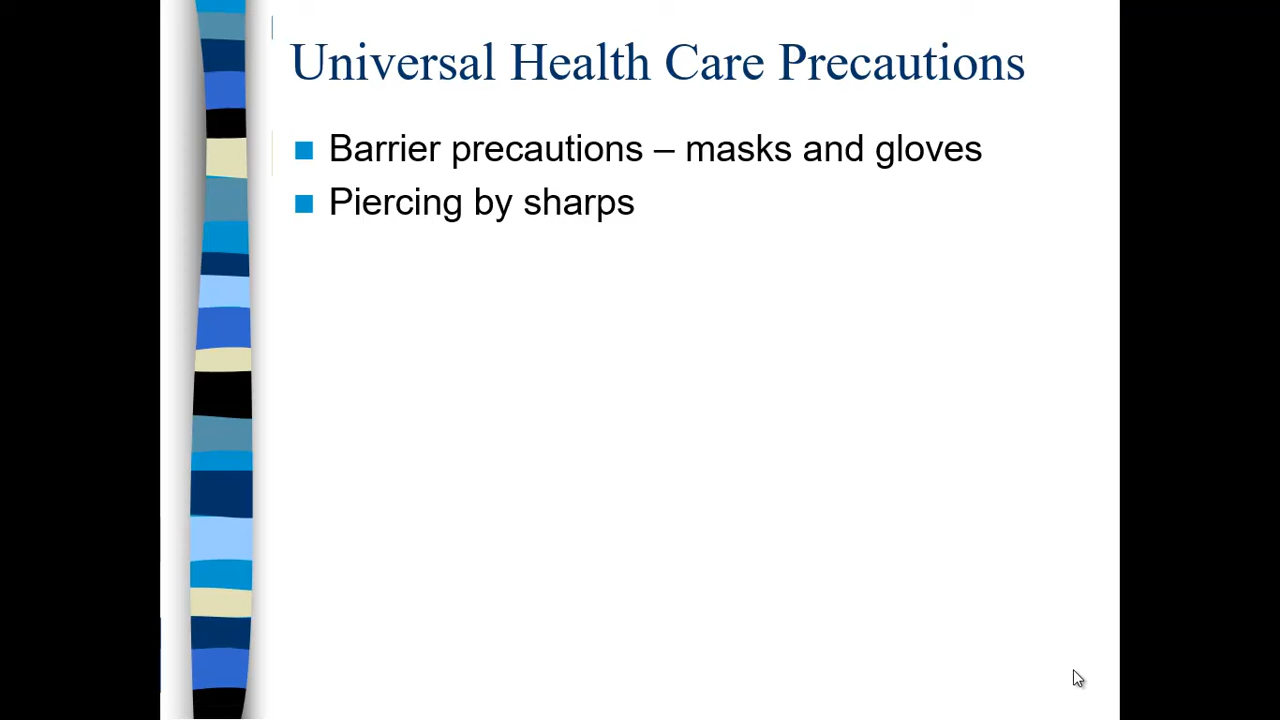 Universal Health Care Precautions
Barrier precautions – masks and gloves
Piercing by sharps